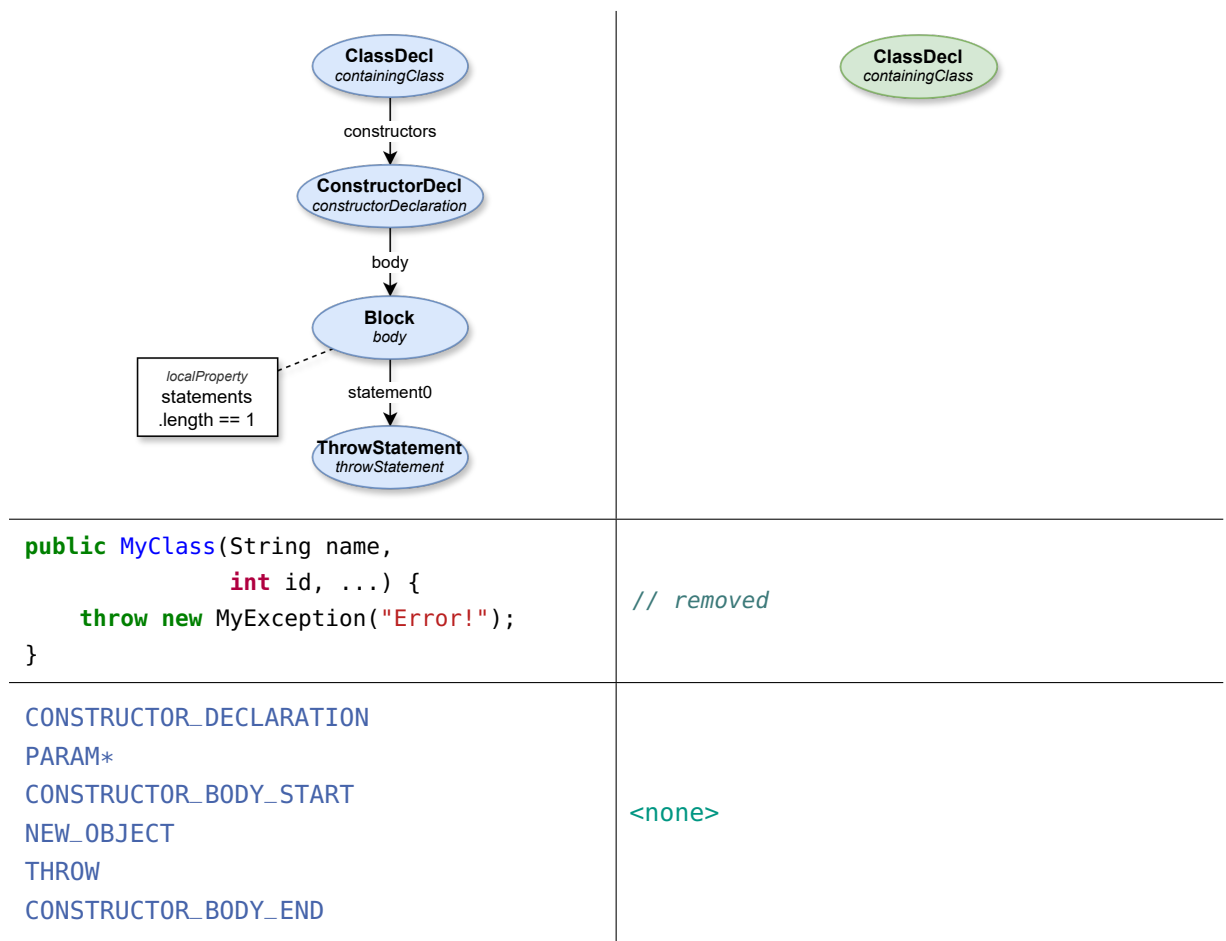 ClassDecl
containingClass
constructors
ConstructorDecl
constructorDeclaration
body
Block
body
localProperty
statements
.length == 1
statement0
ThrowStatement
throwStatement
ClassDecl
containingClass
public MyClass(String name,
int id, ...) {
throw new MyException("Error!");
}
// removed
CONSTRUCTOR_DECLARATION
PARAM*
CONSTRUCTOR_BODY_START
NEW_OBJECT
THROW
CONSTRUCTOR_BODY_END
<none>